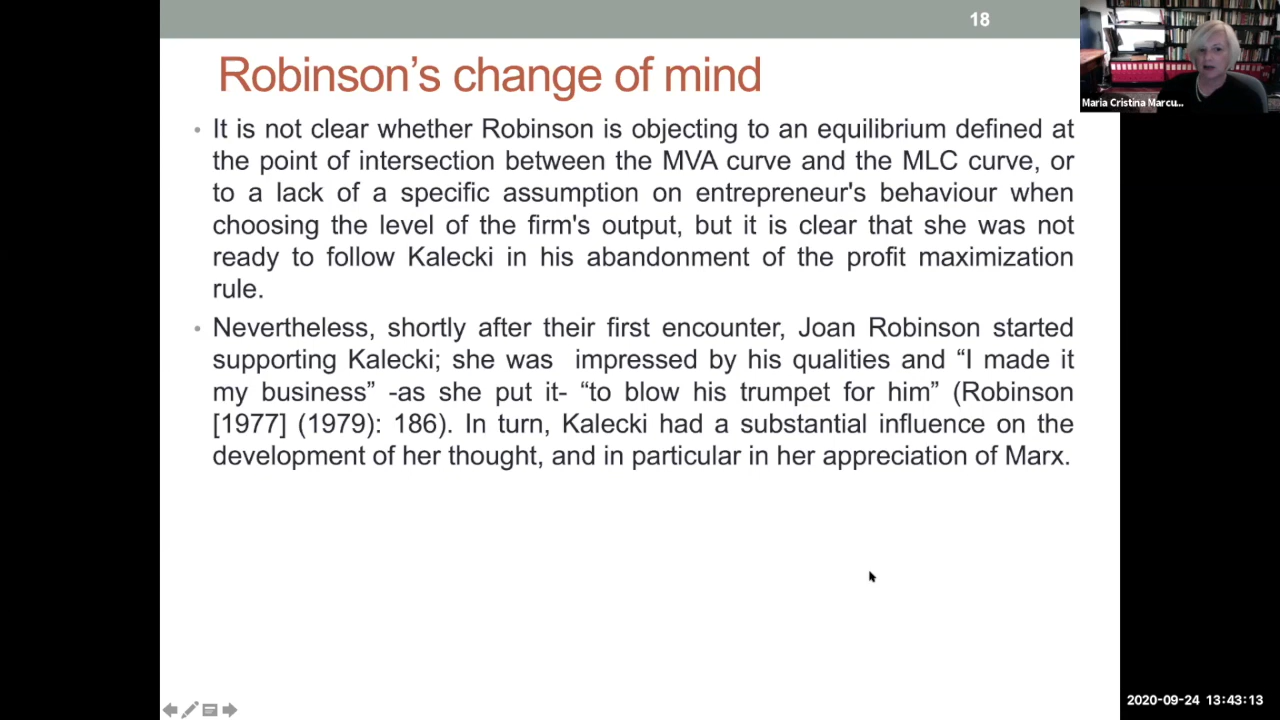 18
Robinson’s change of mind
• It is not clear whether Robinson is objecting to an equilibrium defined at
the point of intersection between the MVA curve and the MLC curve, or
to a lack of a specific assumption on entrepreneur's behaviour when
choosing the level of the firm's output, but it is clear that she was not
ready to follow Kalecki in his abandonment of the profit maximization
rule.
• Nevertheless, shortly after their first encounter, Joan Robinson started
supporting Kalecki; she was  impressed by his qualities and “I made it
my business” -as she put it- “to blow his trumpet for him” (Robinson
[1977] (1979): 186). In turn, Kalecki had a substantial influence on the
development of her thought, and in particular in her appreciation of Marx.
Maria Cristina Marcu...
2020-09-24 13:43:13